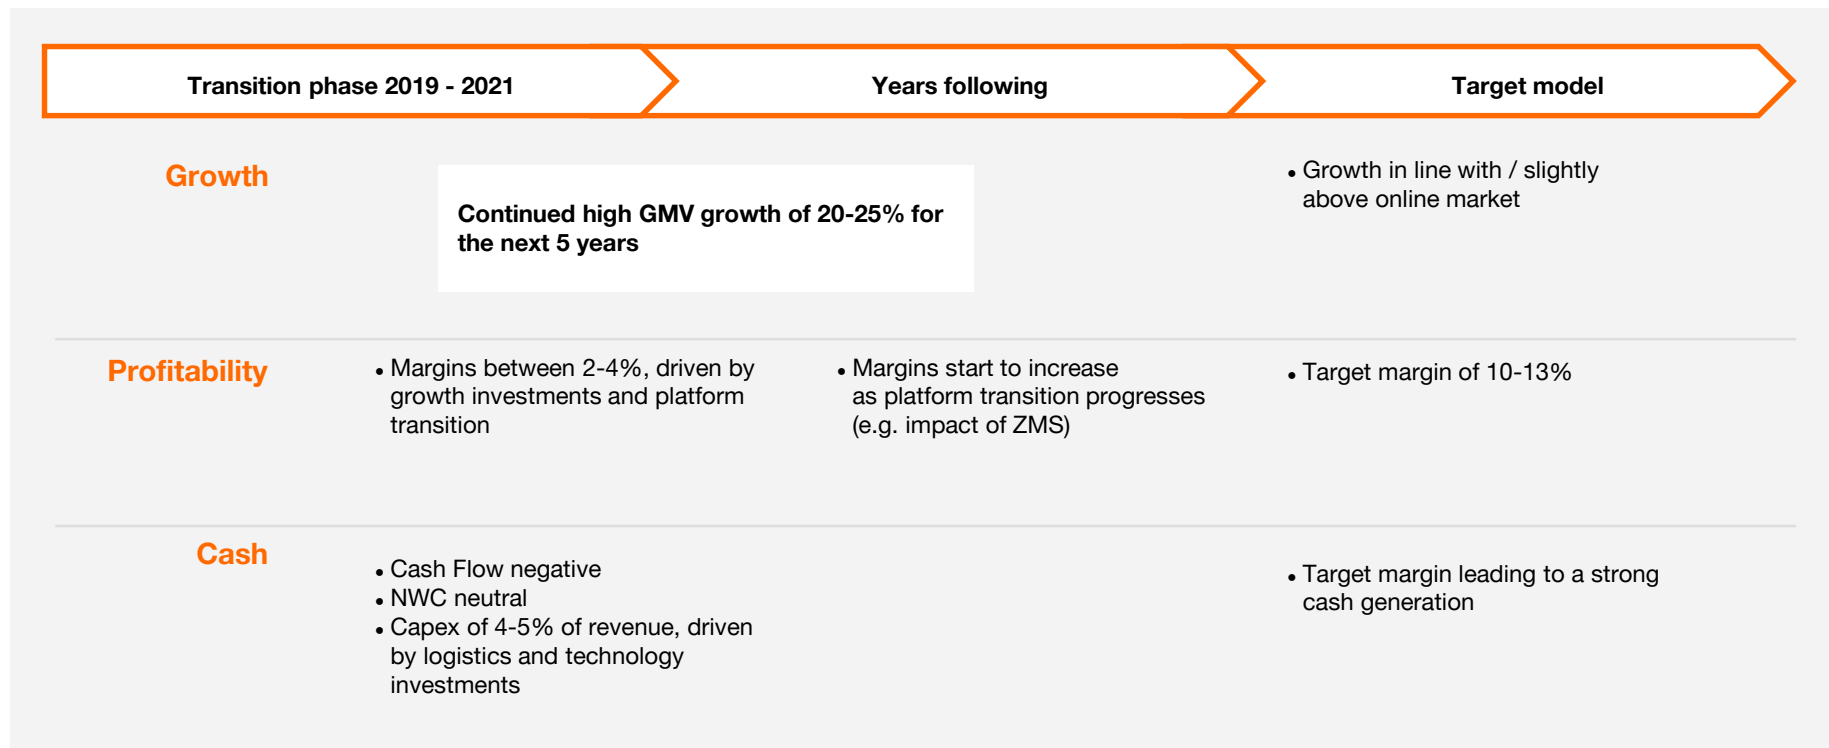 Transition phase 2019 - 2021
Years following
Target model
Growth
Continued high GMV growth of 20-25% for
the next 5 years
• Growth in line with / slightly
above online market
Profitability
• Margins between 2-4%, driven by
growth investments and platform
transition
• Margins start to increase
as platform transition progresses
(e.g. impact of ZMS)
• Target margin of 10-13%
Cash
• Cash Flow negative
• NWC neutral
• Capex of 4-5% of revenue, driven
by logistics and technology
investments
• Target margin leading to a strong
cash generation